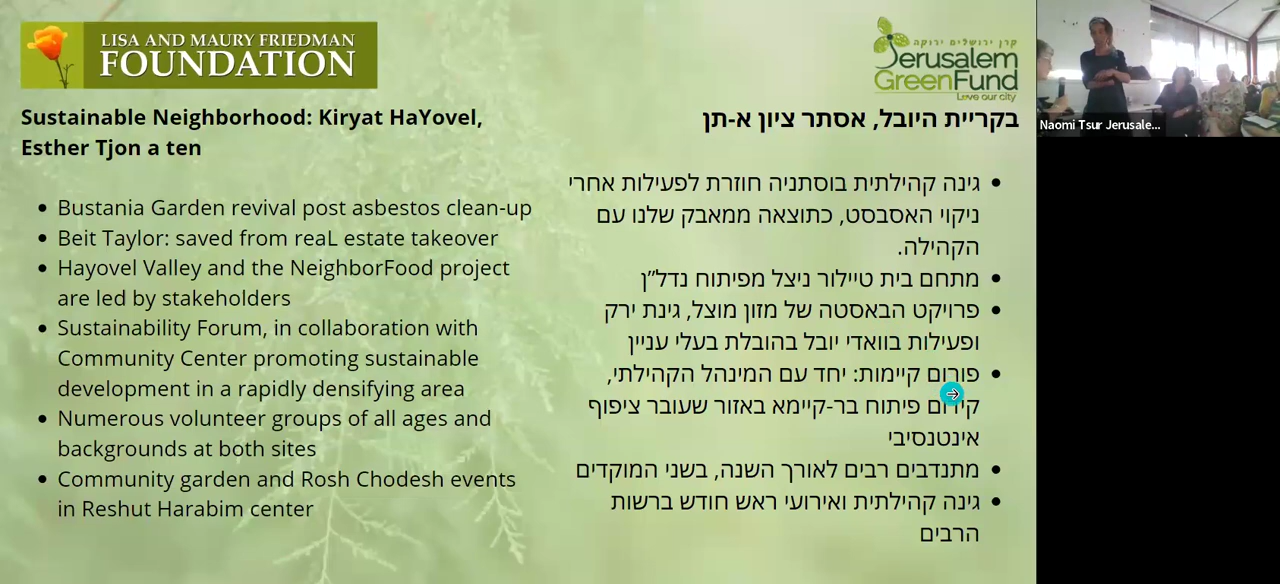 LISA AND MAURY FRIEDMAN
FOUNDATION
קרן ירושלים ירוקה
Jerusalem
GreenFund
Love our city
Sustainable Neighborhood: Kiryat HaYovel,
Esther Tjon a ten
• Bustania Garden revival post asbestos clean-up
• Beit Taylor: saved from reaL estate takeover
• Hayovel Valley and the NeighborFood project
are led by stakeholders
• Sustainability Forum, in collaboration with
Community Center promoting sustainable
development in a rapidly densifying area
• Numerous volunteer groups of all ages and
backgrounds at both sites
• Community garden and Rosh Chodesh events
in Reshut Harabim center
בקריית היובל, אסתר ציון א-תן
• גינה קהילתית בוסתניה חוזרת לפעילות אחרי
ניקוי האסבסט, כתוצאה ממאבק שלנו עם
הקהילה.
• מתחם בית טיילור ניצל מפיתוח נדל"ן
• פרויקט הבאסטה של מזון מוצל, גינת ירק
ופעילות בוואדי יובל בהובלת בעלי עניין
• פורום קיימות: יחד עם המינהל הקהילתי,
קידום פיתוח בר-קיימא באזור שעובר ציפוף
אינטנסיבי
• מתנדבים רבים לאורך השנה, בשני המוקדים
• גינה קהילתית ואירועי ראש חודש ברשות
הרבים
Naomi Tsur Jerusale...